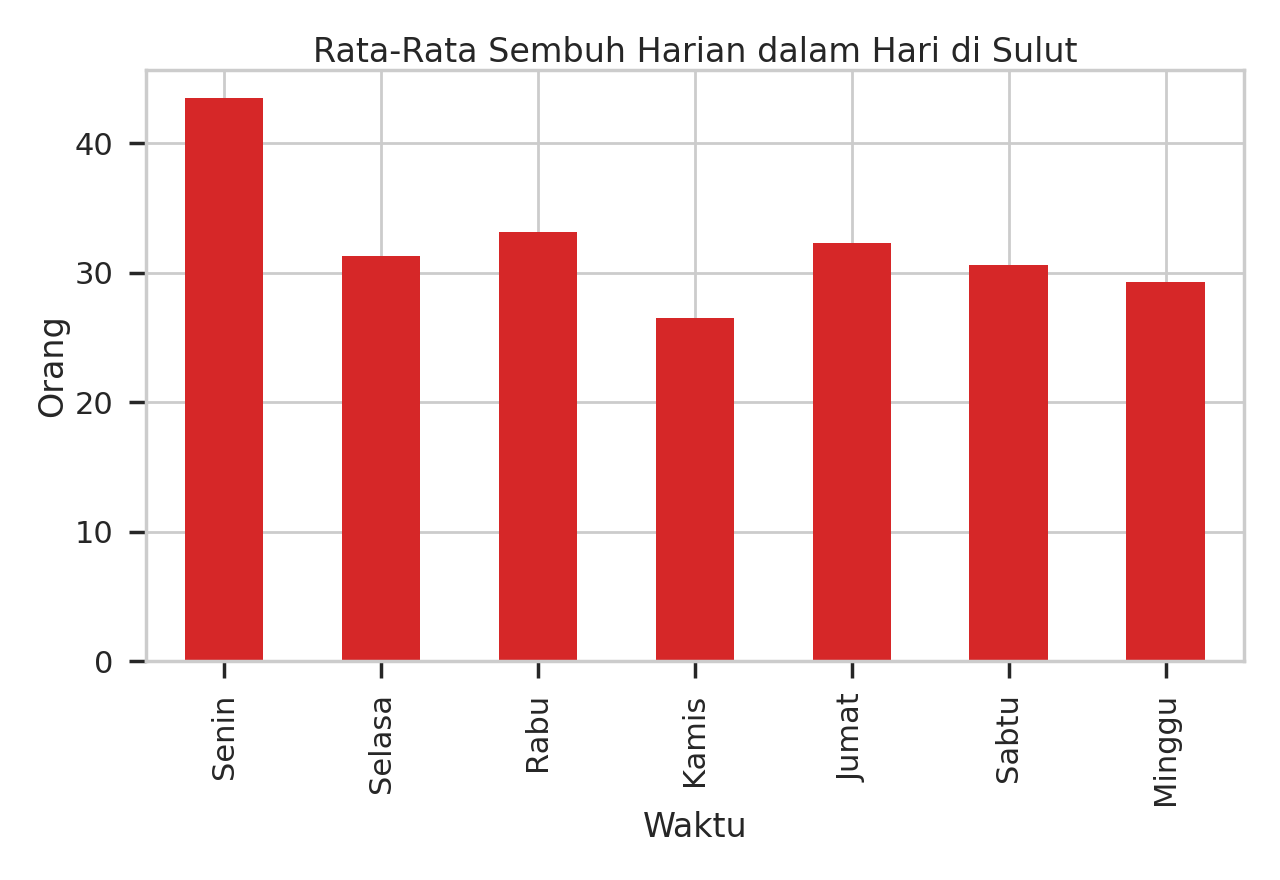 Rata-Rata Sembuh Harian dalam Hari di Sulut
40
30
20
10
0
Orang
Senin
Selasa
Rabu
Kamis
Jumat
Sabtu
Minggu
Waktu